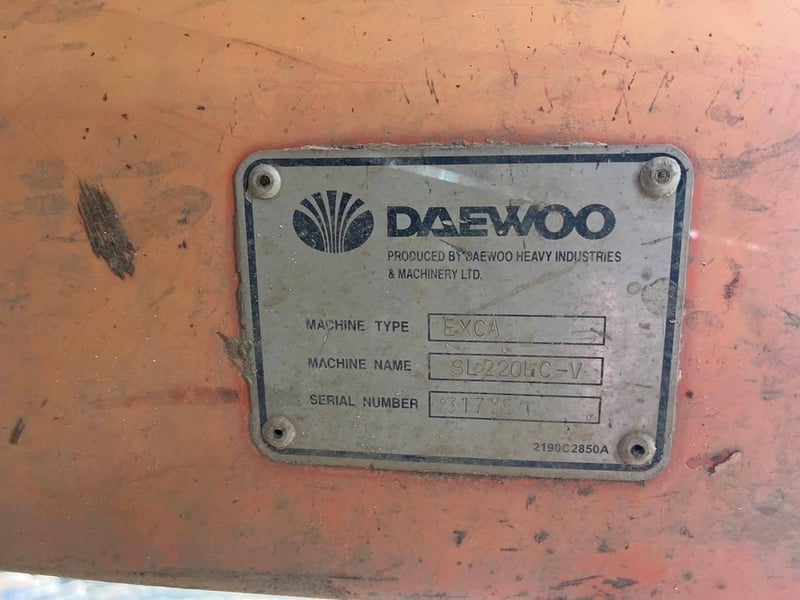 DAEWOO
PRODUCED BY DAEWOO HEAVY INDUSTRIES
& MACHINERY LTD.
MACHINE TYPE EXCA
MACHINE NAME SL220LC-V
SERIAL NUMBER
2190C2850A